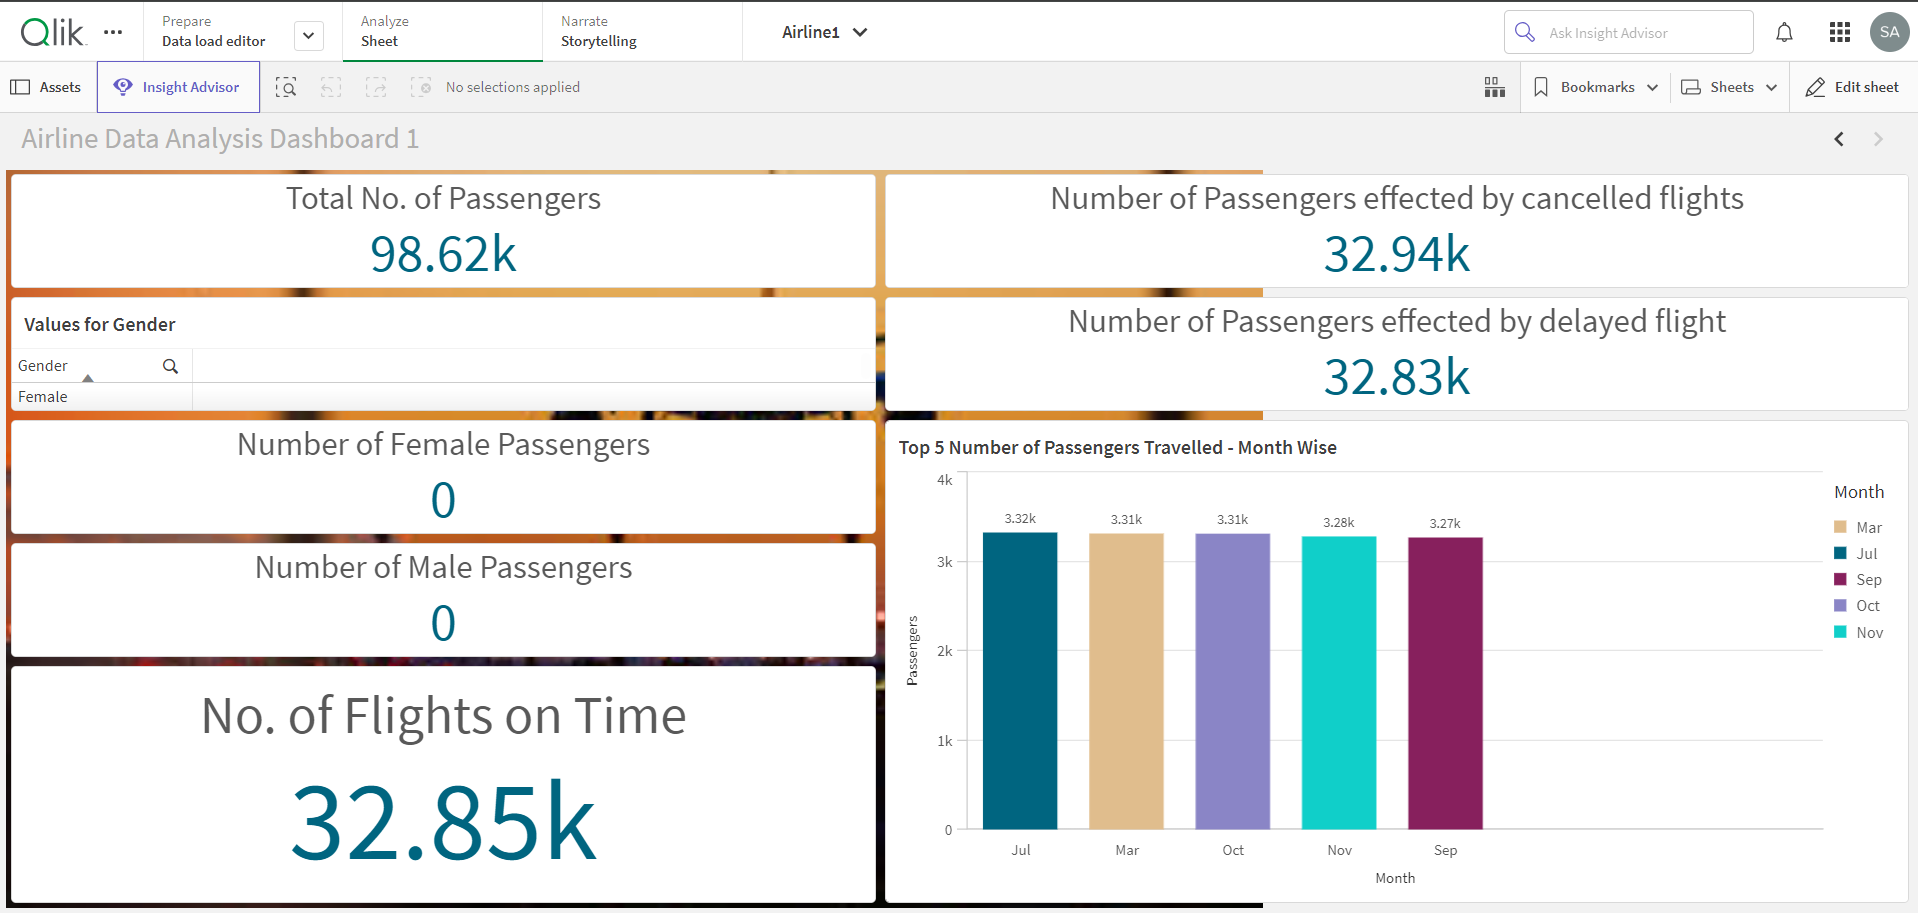 Qlik
Prepare
Data load editor
Analyze
Sheet
Narrate
Storytelling
Airline1
Ask Insight Advisor
SA
Assets
Insight Advisor
No selections applied
Bookmarks
Sheets
Edit sheet
Airline Data Analysis Dashboard 1
Total No. of Passengers
98.62k
Number of Passengers effected by cancelled flights
32.94k
Values for Gender
Gender
Female
Number of Passengers effected by delayed flight
32.83k
Number of Female Passengers
0
Number of Male Passengers
0
No. of Flights on Time
32.85k
Top 5 Number of Passengers Travelled - Month Wise
Passengers
4k
3k
2k
1k
0
3.32k
3.31k
3.31k
3.28k
3.27k
Jul
Mar
Oct
Nov
Sep
Month
Month
Mar
Jul
Sep
Oct
Nov